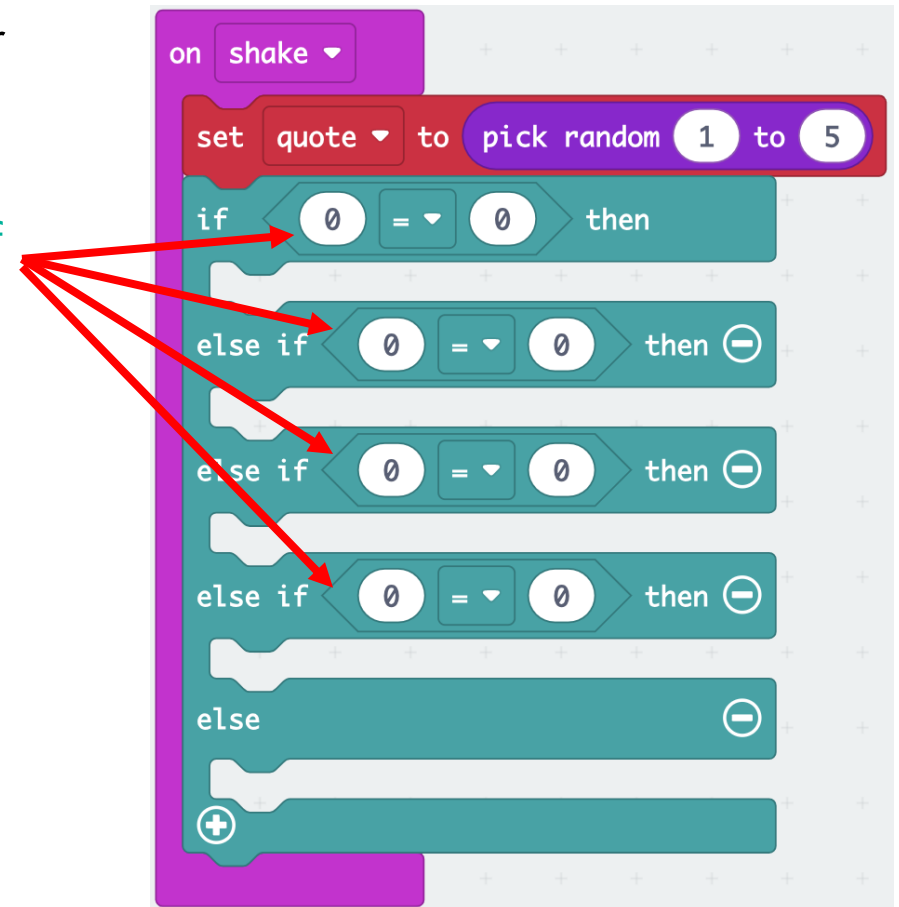 on shake
set quote to pick random 1 to 5
if 0 = 0 then
else if 0 = 0 then
else if 0 = 0 then
else if 0 = 0 then
else